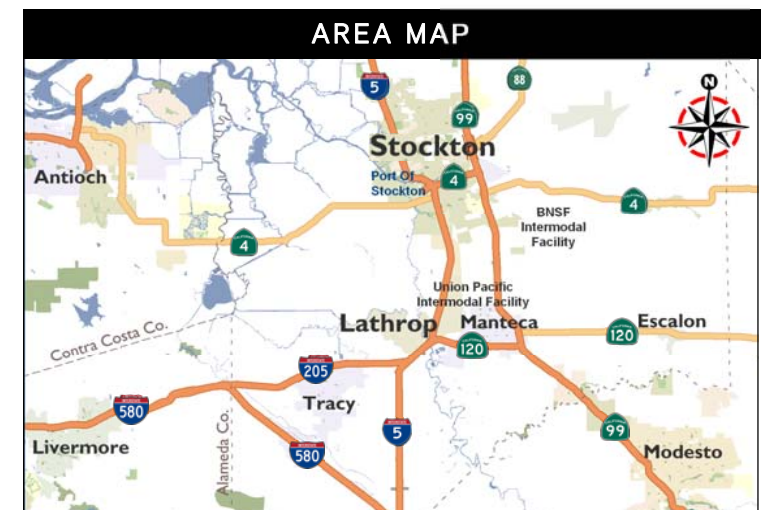 AREA MAP
N
5
88
99
Stockton
Port Of
Stockton
4
Antioch
4
4
BNSF
Intermodal
Facility
Union Pacific
Intermodal Facility
Lathrop
Manteca
Escalon
120
120
Contra Costa Co.
205
580
Tracy
Alameda Co.
5
99
Livermore
580
Modesto